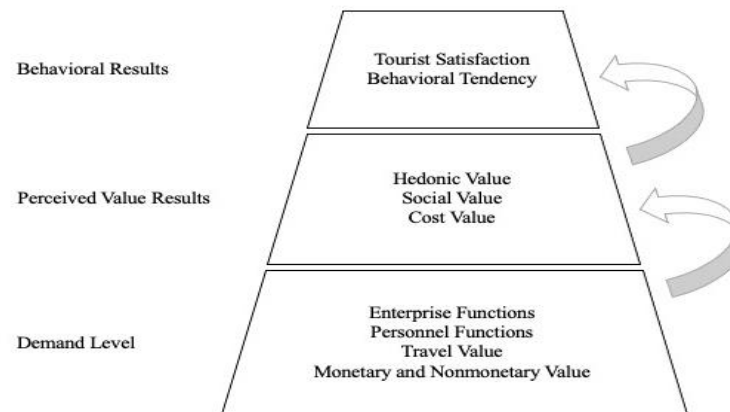 Behavioral Results
Tourist Satisfaction
Behavioral Tendency
Perceived Value Results
Hedonic Value
Social Value
Cost Value
Demand Level
Enterprise Functions
Personnel Functions
Travel Value
Monetary and Nonmonetary Value